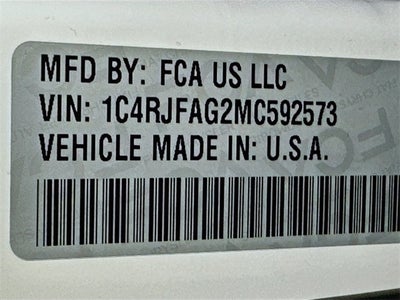 MFD BY: FCA US LLC
VIN: 1C4RJFAG2MC592573
VEHICLE MADE IN: U.S.A.